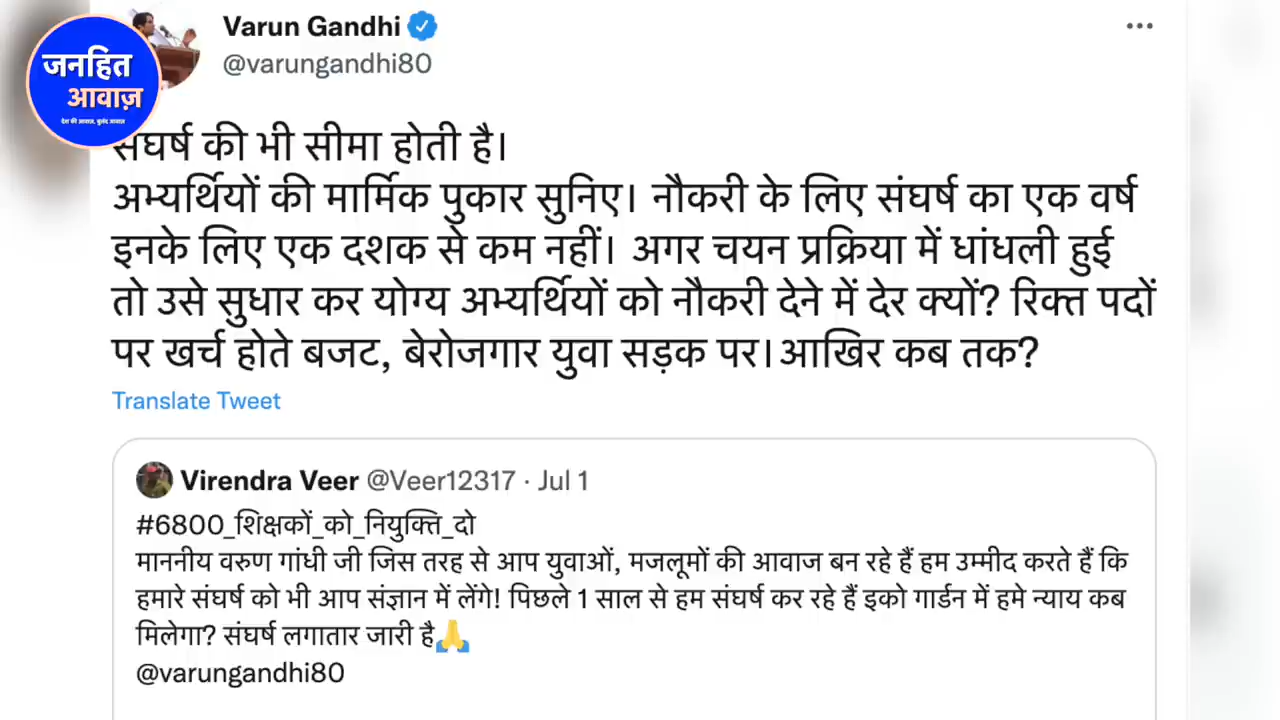 जनहित
आवाज़
देश की आवाज़, बुलंद आवाज़
Varun Gandhi
@varungandhi80
संघर्ष की भी सीमा होती है।
अभ्यर्थियों की मार्मिक पुकार सुनिए। नौकरी के लिए संघर्ष का एक वर्ष
इनके लिए एक दशक से कम नहीं। अगर चयन प्रक्रिया में धांधली हुई
तो उसे सुधार कर योग्य अभ्यर्थियों को नौकरी देने में देर क्यों? रिक्त पदों
पर खर्च होते बजट, बेरोजगार युवा सड़क पर। आखिर कब तक?
Translate Tweet
Virendra Veer @Veer12317 · Jul 1
#6800_शिक्षकों_को_नियुक्ति_दो
माननीय वरुण गांधी जी जिस तरह से आप युवाओं, मजलूमों की आवाज बन रहे हैं हम उम्मीद करते हैं कि
हमारे संघर्ष को भी आप संज्ञान में लेंगे! पिछले 1 साल से हम संघर्ष कर रहे हैं इको गार्डन में हमे न्याय कब
मिलेगा? संघर्ष लगातार जारी है🙏
@varungandhi80